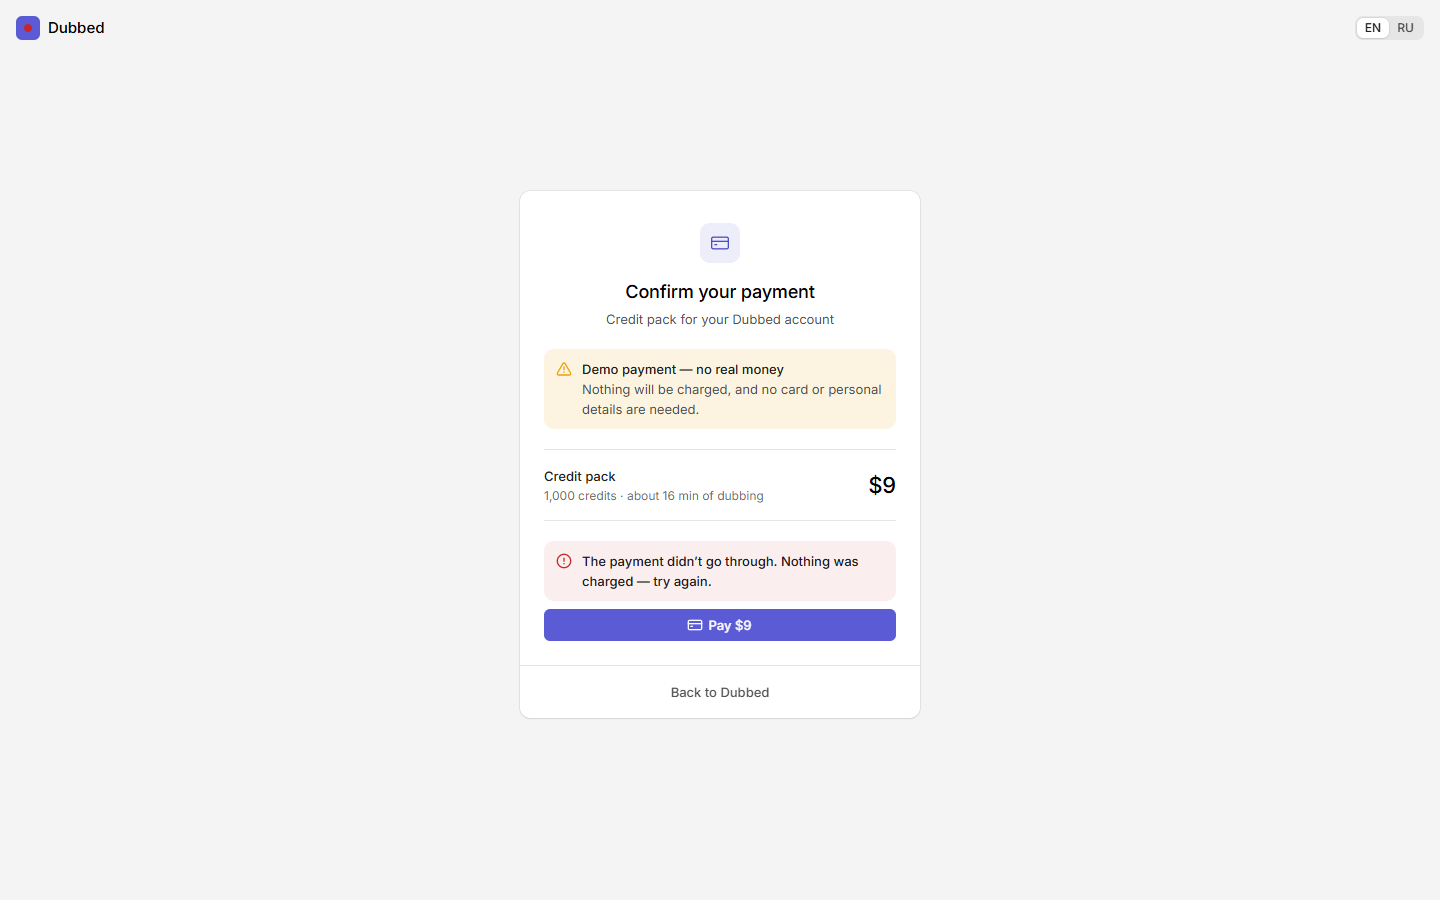 Dubbed
EN RU
Confirm your payment
Credit pack for your Dubbed account
Demo payment — no real money
Nothing will be charged, and no card or personal
details are needed.
Credit pack
1,000 credits · about 16 min of dubbing
$9
The payment didn’t go through. Nothing was
charged — try again.
Pay $9
Back to Dubbed